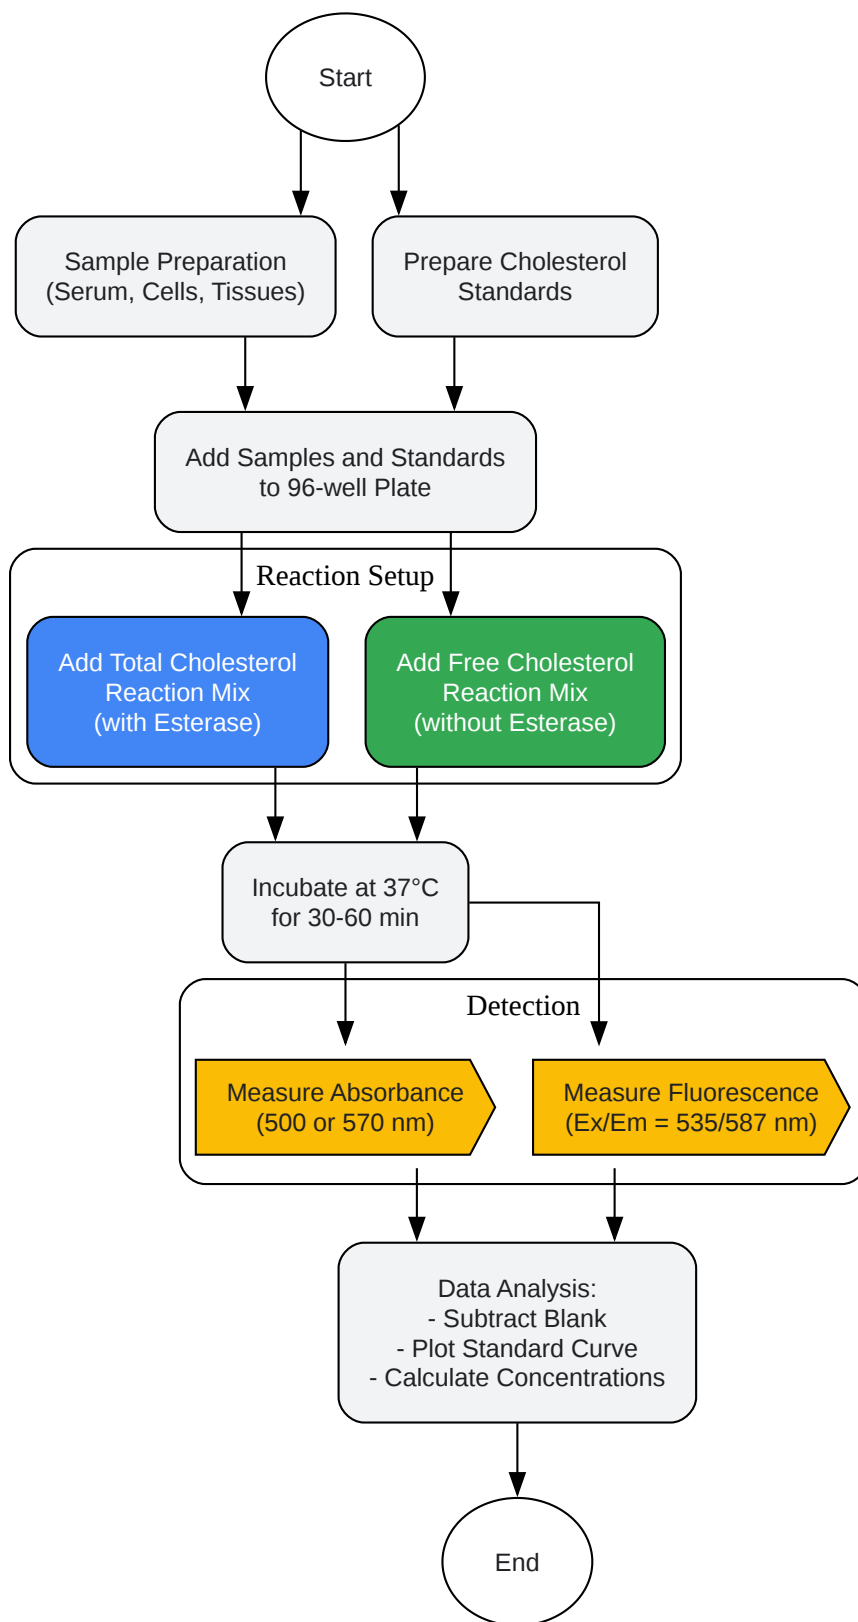 Start
Sample Preparation
(Serum, Cells, Tissues)
Prepare Cholesterol
Standards
Add Samples and Standards
to 96-well Plate
Reaction Setup
Add Total Cholesterol
Reaction Mix
(with Esterase)
Add Free Cholesterol
Reaction Mix
(without Esterase)
Incubate at 37°C
for 30-60 min
Detection
Measure Absorbance
(500 or 570 nm)
Measure Fluorescence
(Ex/Em = 535/587 nm)
Data Analysis:
- Subtract Blank
- Plot Standard Curve
- Calculate Concentrations
End